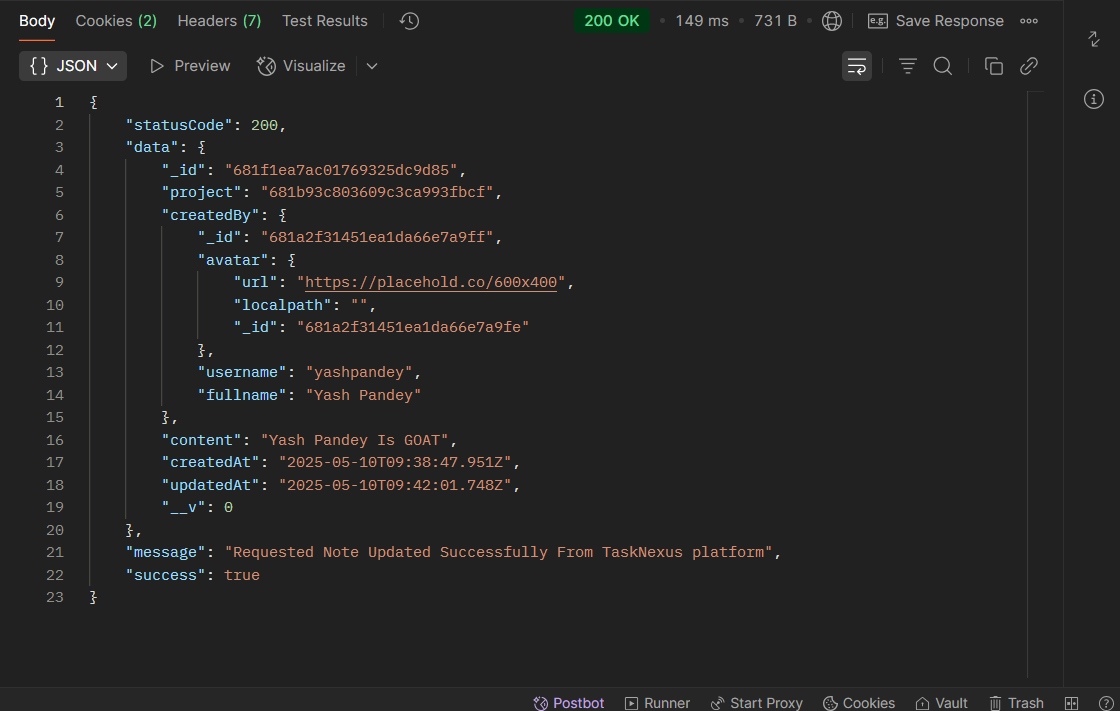 Body Cookies (2) Headers (7) Test Results 200 OK • 149 ms • 731 B • e.g. Save Response
{} JSON Preview Visualize
1 {
2 "statusCode": 200,
3 "data": {
4 "_id": "681f1ea7ac01769325dc9d85",
5 "project": "681b93c803609c3ca993fbcf",
6 "createdBy": {
7 "_id": "681a2f31451ea1da66e7a9ff",
8 "avatar": {
9 "url": "https://placehold.co/600x400",
10 "localpath": "",
11 "_id": "681a2f31451ea1da66e7a9fe"
12 },
13 "username": "yashpandey",
14 "fullname": "Yash Pandey"
15 },
16 "content": "Yash Pandey Is GOAT",
17 "createdAt": "2025-05-10T09:38:47.951Z",
18 "updatedAt": "2025-05-10T09:42:01.748Z",
19 "__v": 0
20 },
21 "message": "Requested Note Updated Successfully From TaskNexus platform",
22 "success": true
23 }
Postbot Runner Start Proxy Cookies Vault Trash